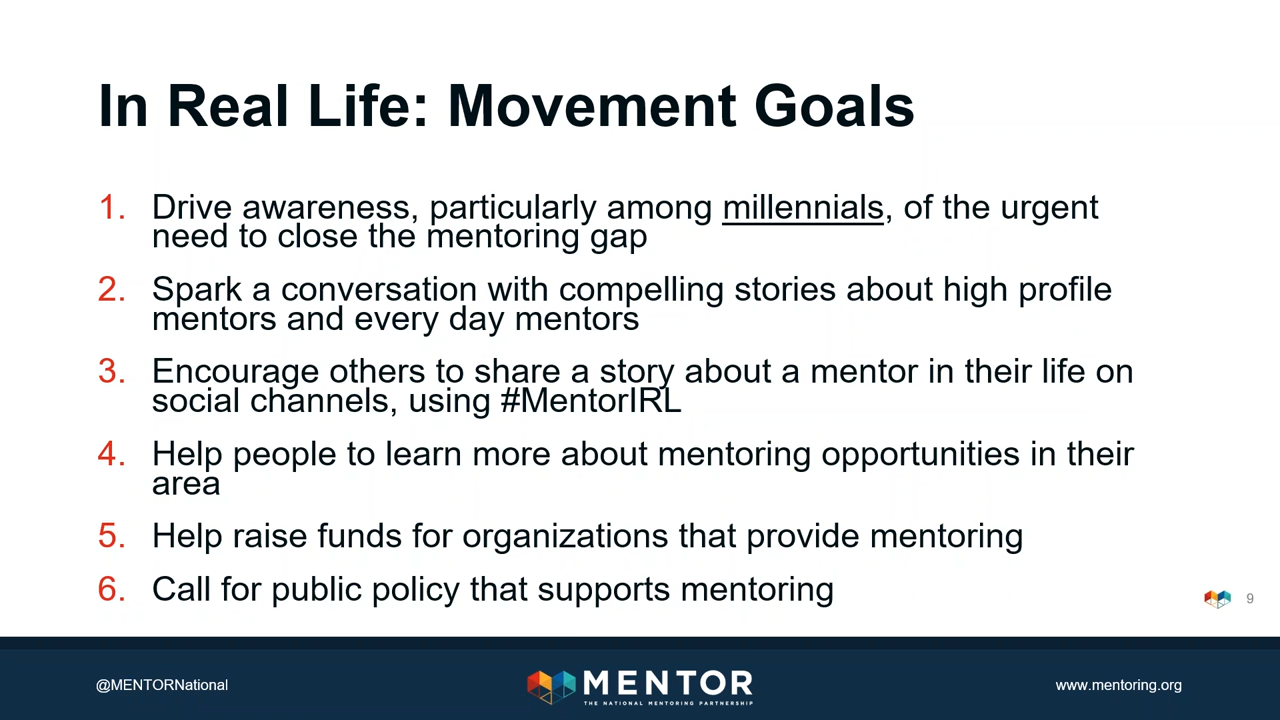 In Real Life: Movement Goals
1. Drive awareness, particularly among millennials, of the urgent
need to close the mentoring gap
2. Spark a conversation with compelling stories about high profile
mentors and every day mentors
3. Encourage others to share a story about a mentor in their life on
social channels, using #MentorIRL
4. Help people to learn more about mentoring opportunities in their
area
5. Help raise funds for organizations that provide mentoring
6. Call for public policy that supports mentoring
9
@MENTORNational
MENTOR
THE NATIONAL MENTORING PARTNERSHIP
www.mentoring.org